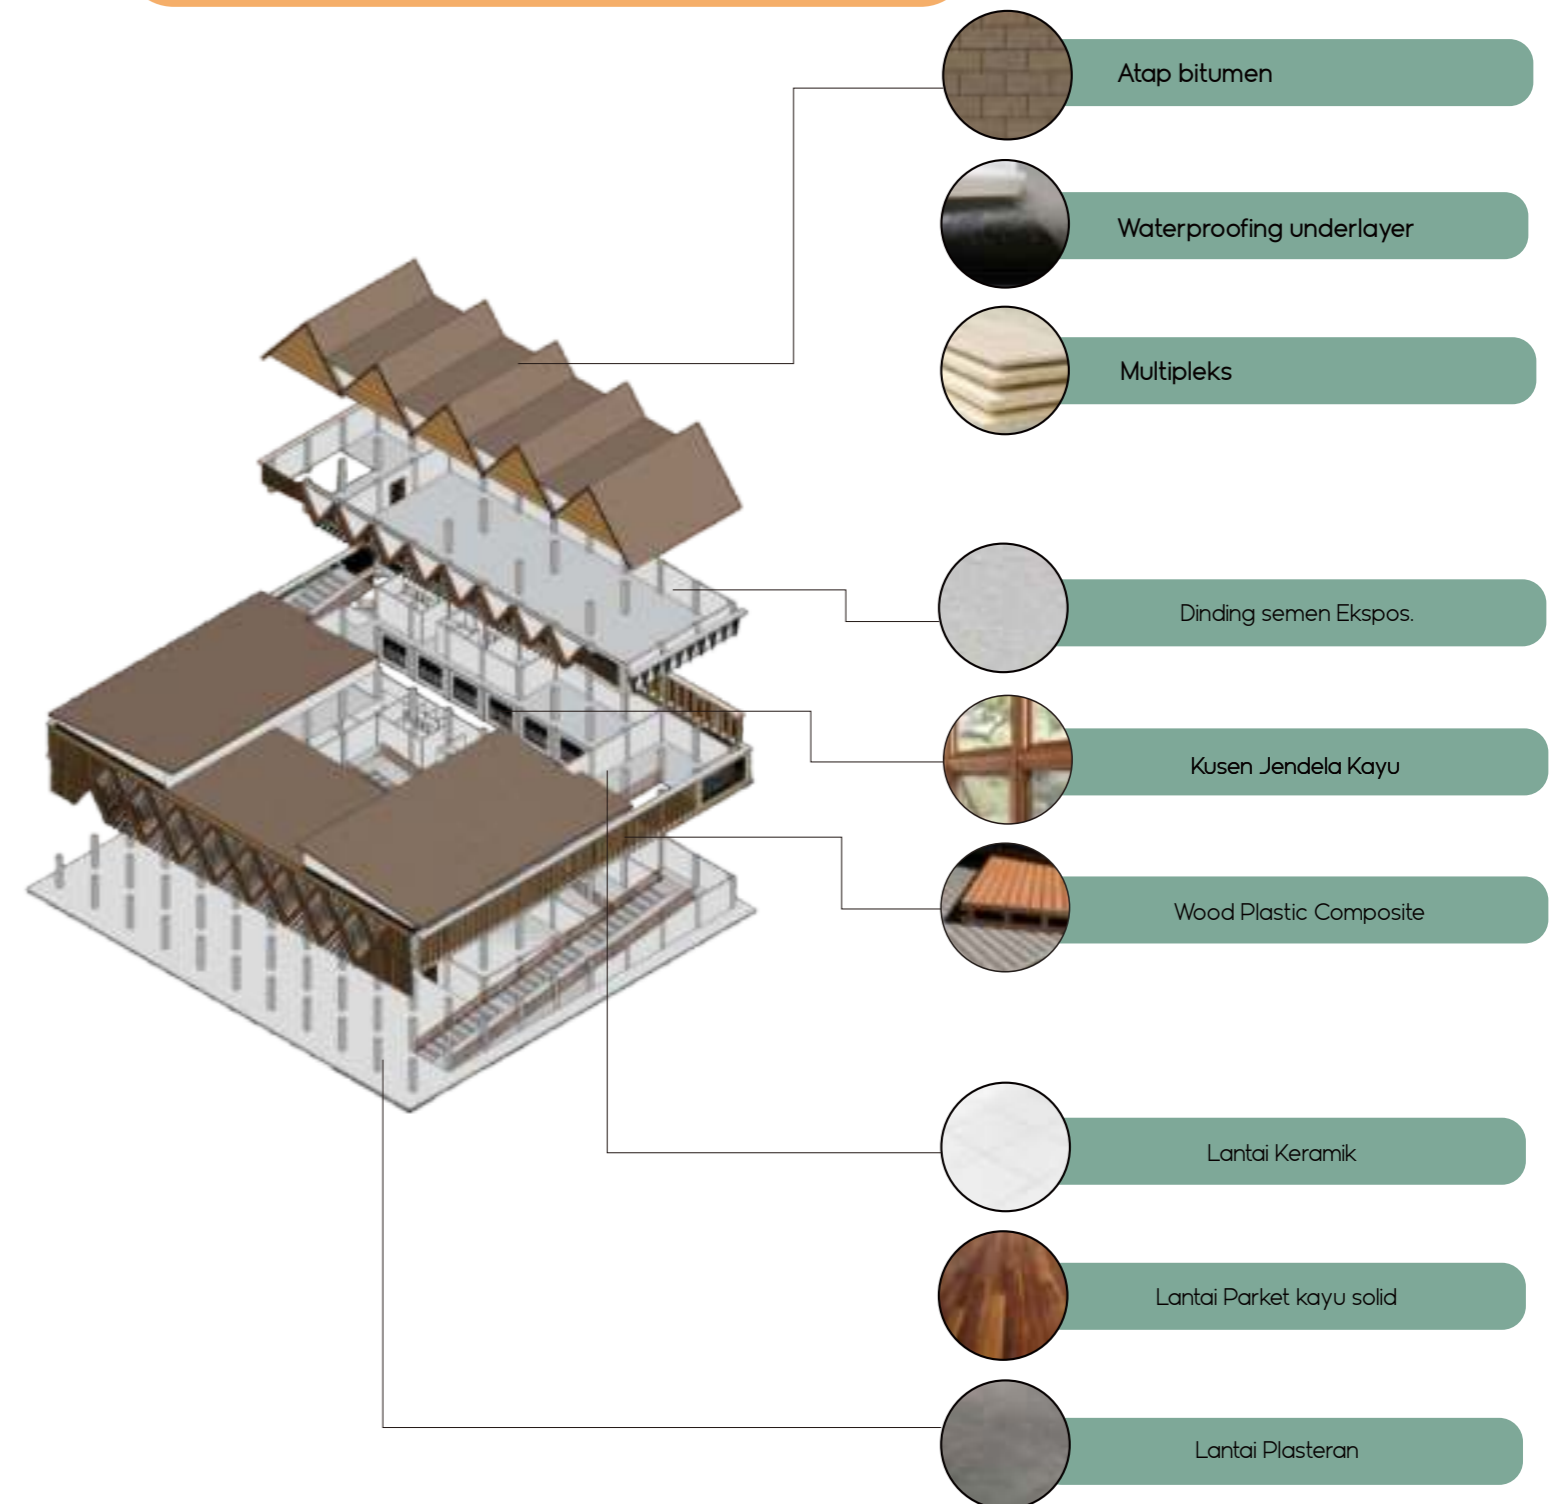 Atap bitumen
Waterproofing underlayer
Multipleks
Dinding semen Ekspos.
Kusen Jendela Kayu
Wood Plastic Composite
Lantai Keramik
Lantai Parket kayu solid
Lantai Plasteran